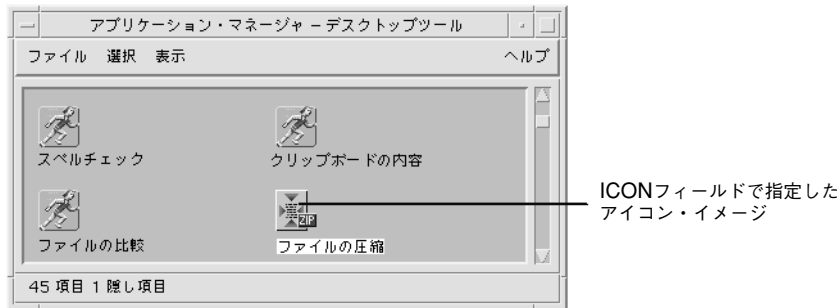 アプリケーション・マネージャ − デスクトップツール
ファイル 選択 表示 ヘルプ
スペルチェック
クリップボードの内容
ファイルの比較
ZIP
ファイルの圧縮
45 項目 1 隠し項目
ICONフィールドで指定した
アイコン・イメージ